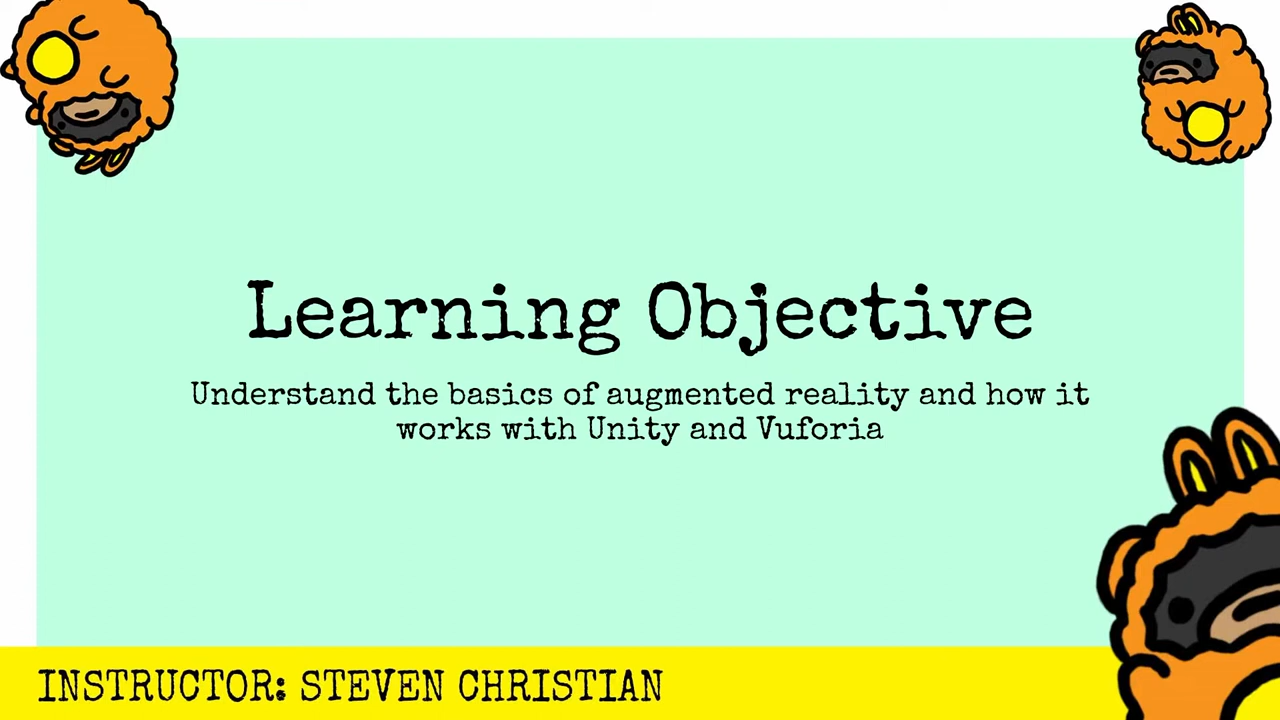 Learning Objective
Understand the basics of augmented reality and how it
works with Unity and Vuforia
INSTRUCTOR: STEVEN CHRISTIAN